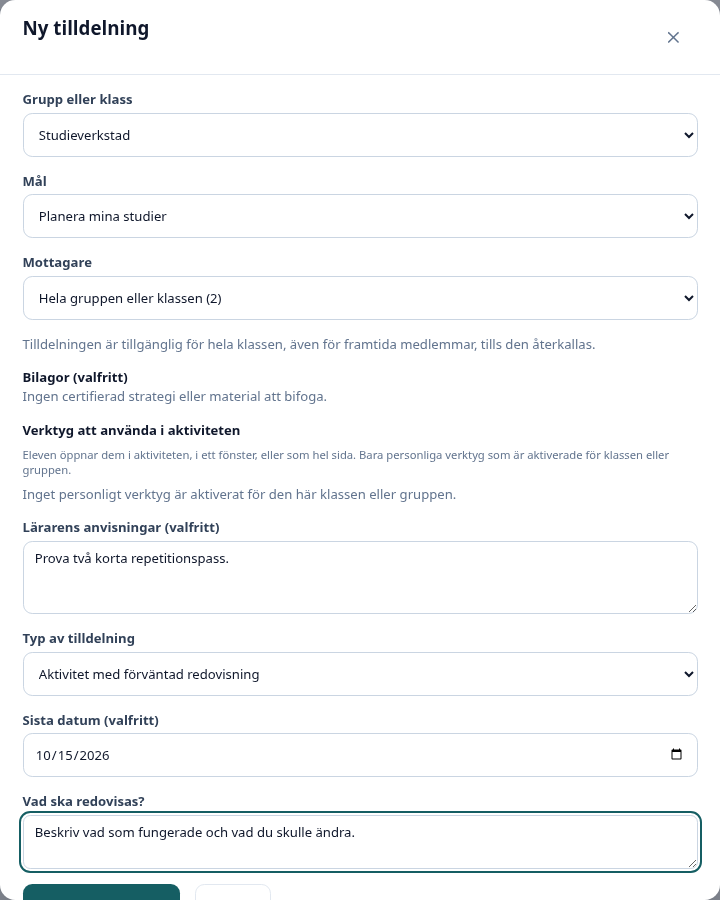 Ny tilldelning
Grupp eller klass
Studieverkstad
Mål
Planera mina studier
Mottagare
Hela gruppen eller klassen (2)
Tilldelningen är tillgänglig för hela klassen, även för framtida medlemmar, tills den återkallas.
Bilagor (valfritt)
Ingen certifierad strategi eller material att bifoga.
Verktyg att använda i aktiviteten
Eleven öppnar dem i aktiviteten, i ett fönster, eller som hel sida. Bara personliga verktyg som är aktiverade för klassen eller
gruppen.
Inget personligt verktyg är aktiverat för den här klassen eller gruppen.
Lärarens anvisningar (valfritt)
Prova två korta repetitionspass.
Typ av tilldelning
Aktivitet med förväntad redovisning
Sista datum (valfritt)
10/15/2026
Vad ska redovisas?
Beskriv vad som fungerade och vad du skulle ändra.